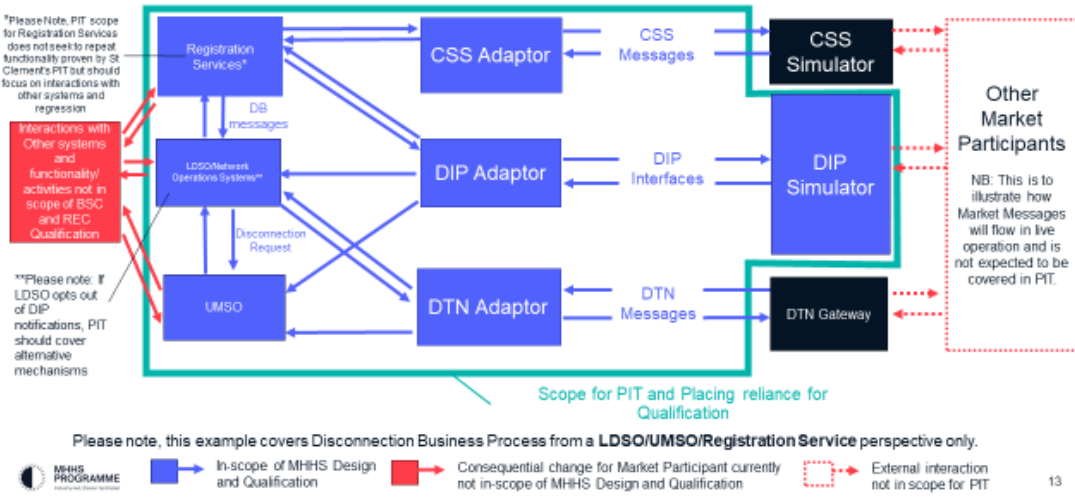 *Please Note, PIT scope
for Registration Services
does not seek to repeat
functionality proven by St
Clement's PIT but should
focus on interactions with
other systems and
regression
Interactions with
Other systems
and
functionality/
activities not in
scope of BSC
and REC
Qualification
**Please note: If
LDSO opts out
of DIP
notifications, PIT
should cover
alternative
mechanisms
Registration
Services*
DB
messages
LDSO/Network
Operations Systems**
Disconnection
Request
UMSO
CSS Adaptor
DIP Adaptor
DTN Adaptor
CSS
Messages
DIP
Interfaces
DTN
Messages
CSS
Simulator
DIP
Simulator
DTN Gateway
Other
Market
Participants
NB: This is to
illustrate how
Market Messages
will flow in live
operation and is
not expected to be
covered in PIT.
Scope for PIT and Placing reliance for
Qualification
Please note, this example covers Disconnection Business Process from a LDSO/UMSO/Registration Service perspective only.
MHHS
PROGRAMME
In-scope of MHHS Design
and Qualification
Consequential change for Market Participant currently
not in-scope of MHHS Design and Qualification
External interaction
not in scope for PIT
13